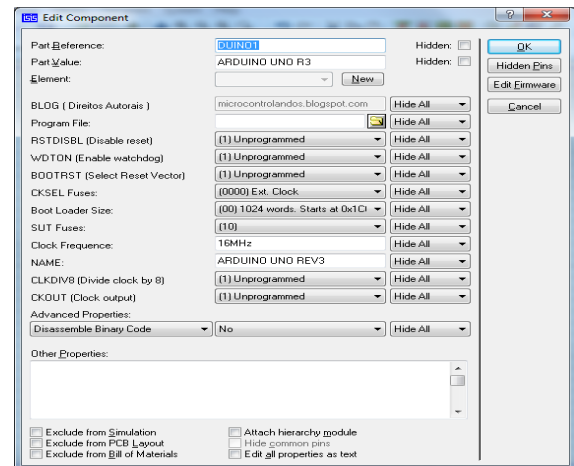 ISIS Edit Component
Part Reference: DUINO1 Hidden: OK
Part Value: ARDUINO UNO R3 Hidden: Hidden Pins
Element: New Edit Firmware
BLOG ( Direitos Autorais ) microcontrolandos.blogspot.com Hide All Cancel
Program File: Hide All
RSTDISBL (Disable reset) (1) Unprogrammed Hide All
WDTON (Enable watchdog) (1) Unprogrammed Hide All
BOOTRST (Select Reset Vector) (1) Unprogrammed Hide All
CKSEL Fuses: (0000) Ext. Clock Hide All
Boot Loader Size: (00) 1024 words. Starts at Hide All
SUT Fuses: (10) Hide All
Clock Frequence: 16MHz Hide All
NAME: ARDUINO UNO REV3 Hide All
CLKDIV8 (Divide clock by 8) (1) Unprogrammed Hide All
CKOUT (Clock output) (1) Unprogrammed Hide All
Advanced Properties:
Disassemble Binary Code No Hide All
Other Properties:
Exclude from Simulation Attach hierarchy module
Exclude from PCB Layout Hide common pins
Exclude from Bill of Materials Edit all properties as text